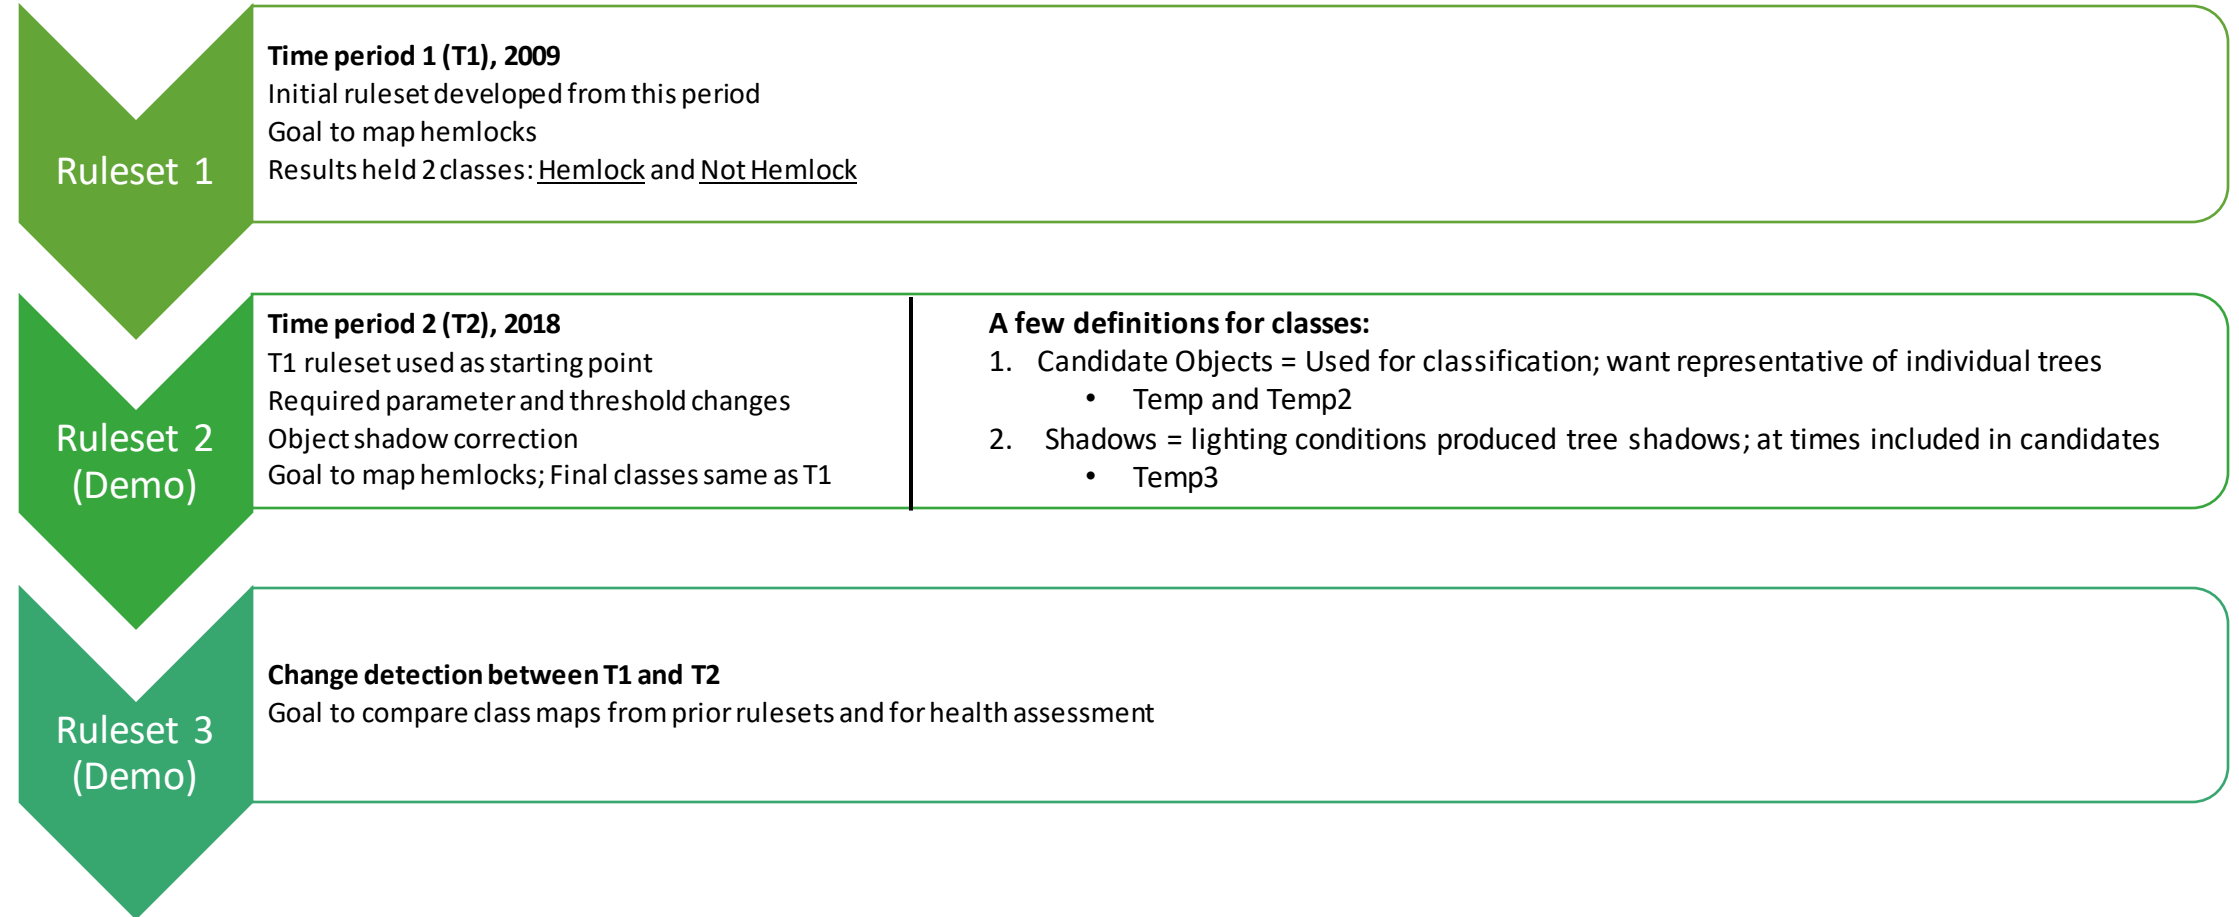 Ruleset 1
Time period 1 (T1), 2009
Initial ruleset developed from this period
Goal to map hemlocks
Results held 2 classes: Hemlock and Not Hemlock
Ruleset 2
(Demo)
Time period 2 (T2), 2018
T1 ruleset used as starting point
Required parameter and threshold changes
Object shadow correction
Goal to map hemlocks; Final classes same as T1
A few definitions for classes:
1. Candidate Objects = Used for classification; want representative of individual trees
• Temp and Temp2
2. Shadows = lighting conditions produced tree shadows; at times included in candidates
• Temp3
Ruleset 3
(Demo)
Change detection between T1 and T2
Goal to compare class maps from prior rulesets and for health assessment